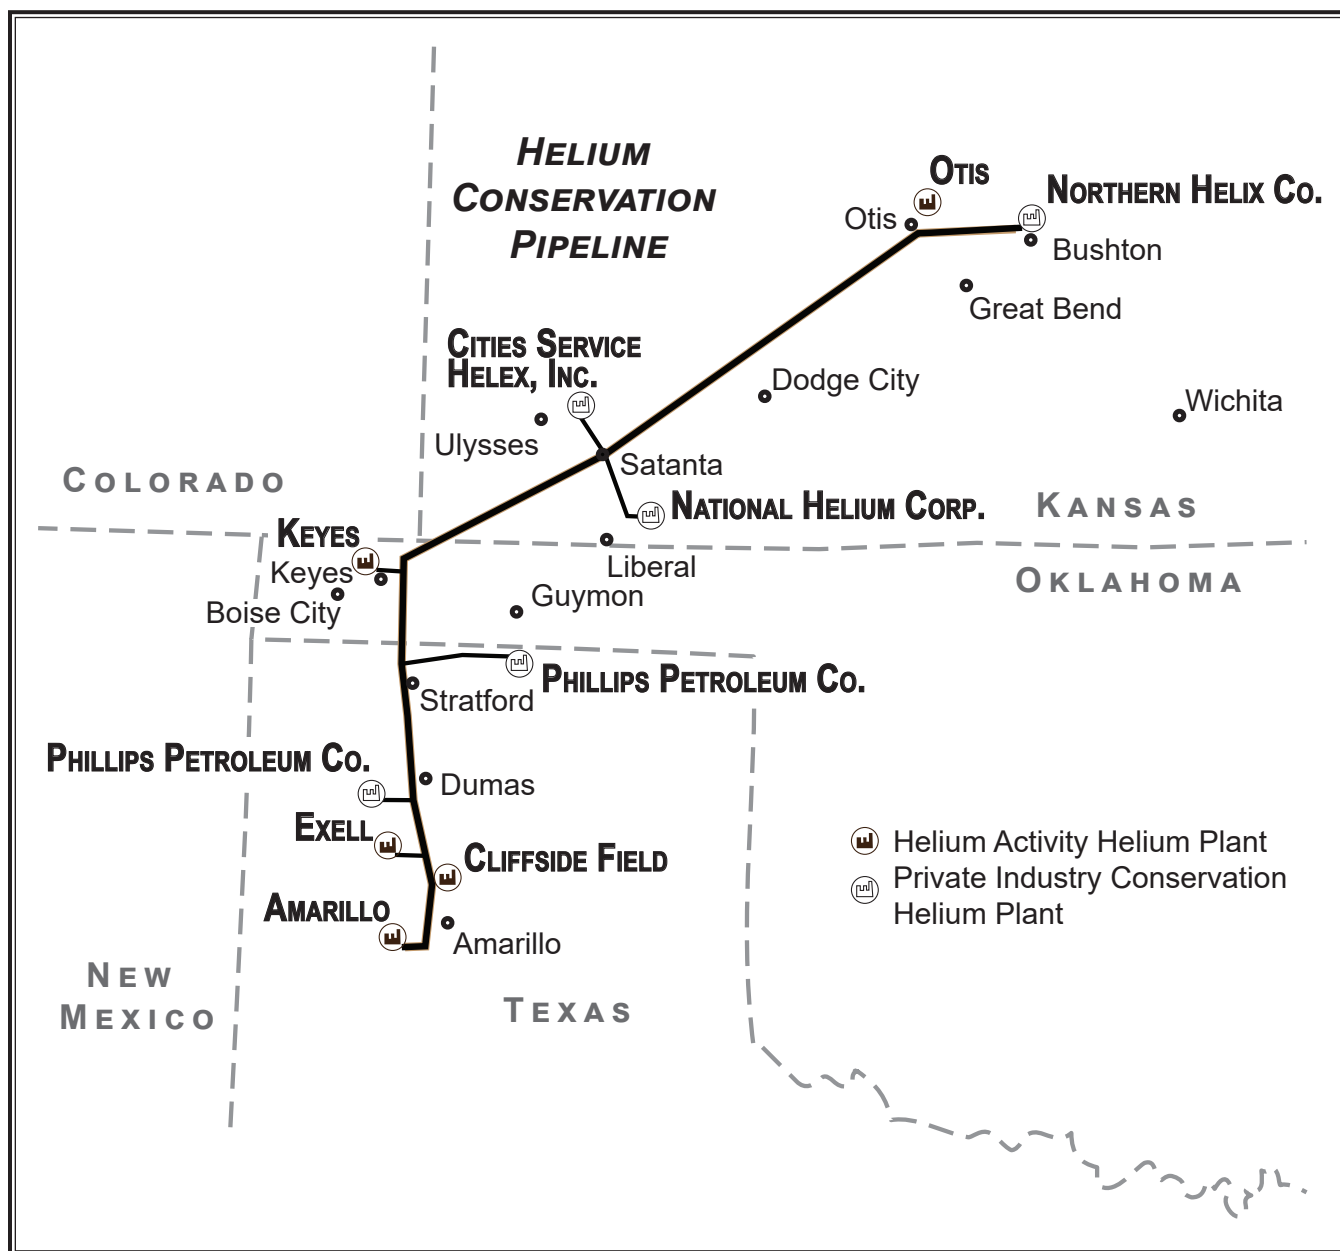 HELIUM
CONSERVATION
PIPELINE
OTIS
NORTHERN HELIX CO.
Otis
Bushton
Great Bend
CITIES SERVICE
HELEX, INC.
Dodge City
Wichita
Ulysses
Satanta
COLORADO
NATIONAL HELIUM CORP.
KANSAS
KEYES
Keyes
Liberal
OKLAHOMA
Boise City
Guymon
PHILLIPS PETROLEUM CO.
Stratford
PHILLIPS PETROLEUM CO.
Dumas
EXELL
CLIFFSIDE FIELD
AMARILLO
Amarillo
Helium Activity Helium Plant
Private Industry Conservation
Helium Plant
NEW
MEXICO
TEXAS